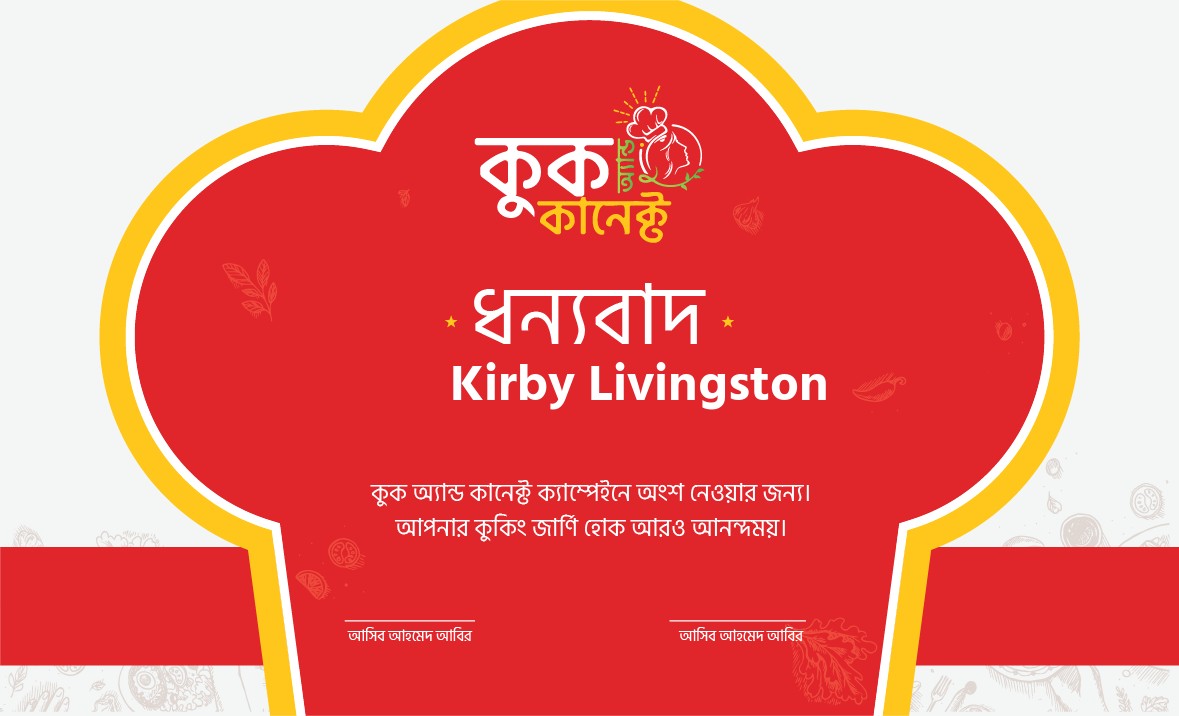 কুক অ্যান্ড
কানেক্ট
ধন্যবাদ
Kirby Livingston
কুক অ্যান্ড কানেক্ট ক্যাম্পেইনে অংশ নেওয়ার জন্য।
আপনার কুকিং জার্ণি হোক আরও আনন্দময়।
আসিব আহমেদ আবির
আসিব আহমেদ আবির